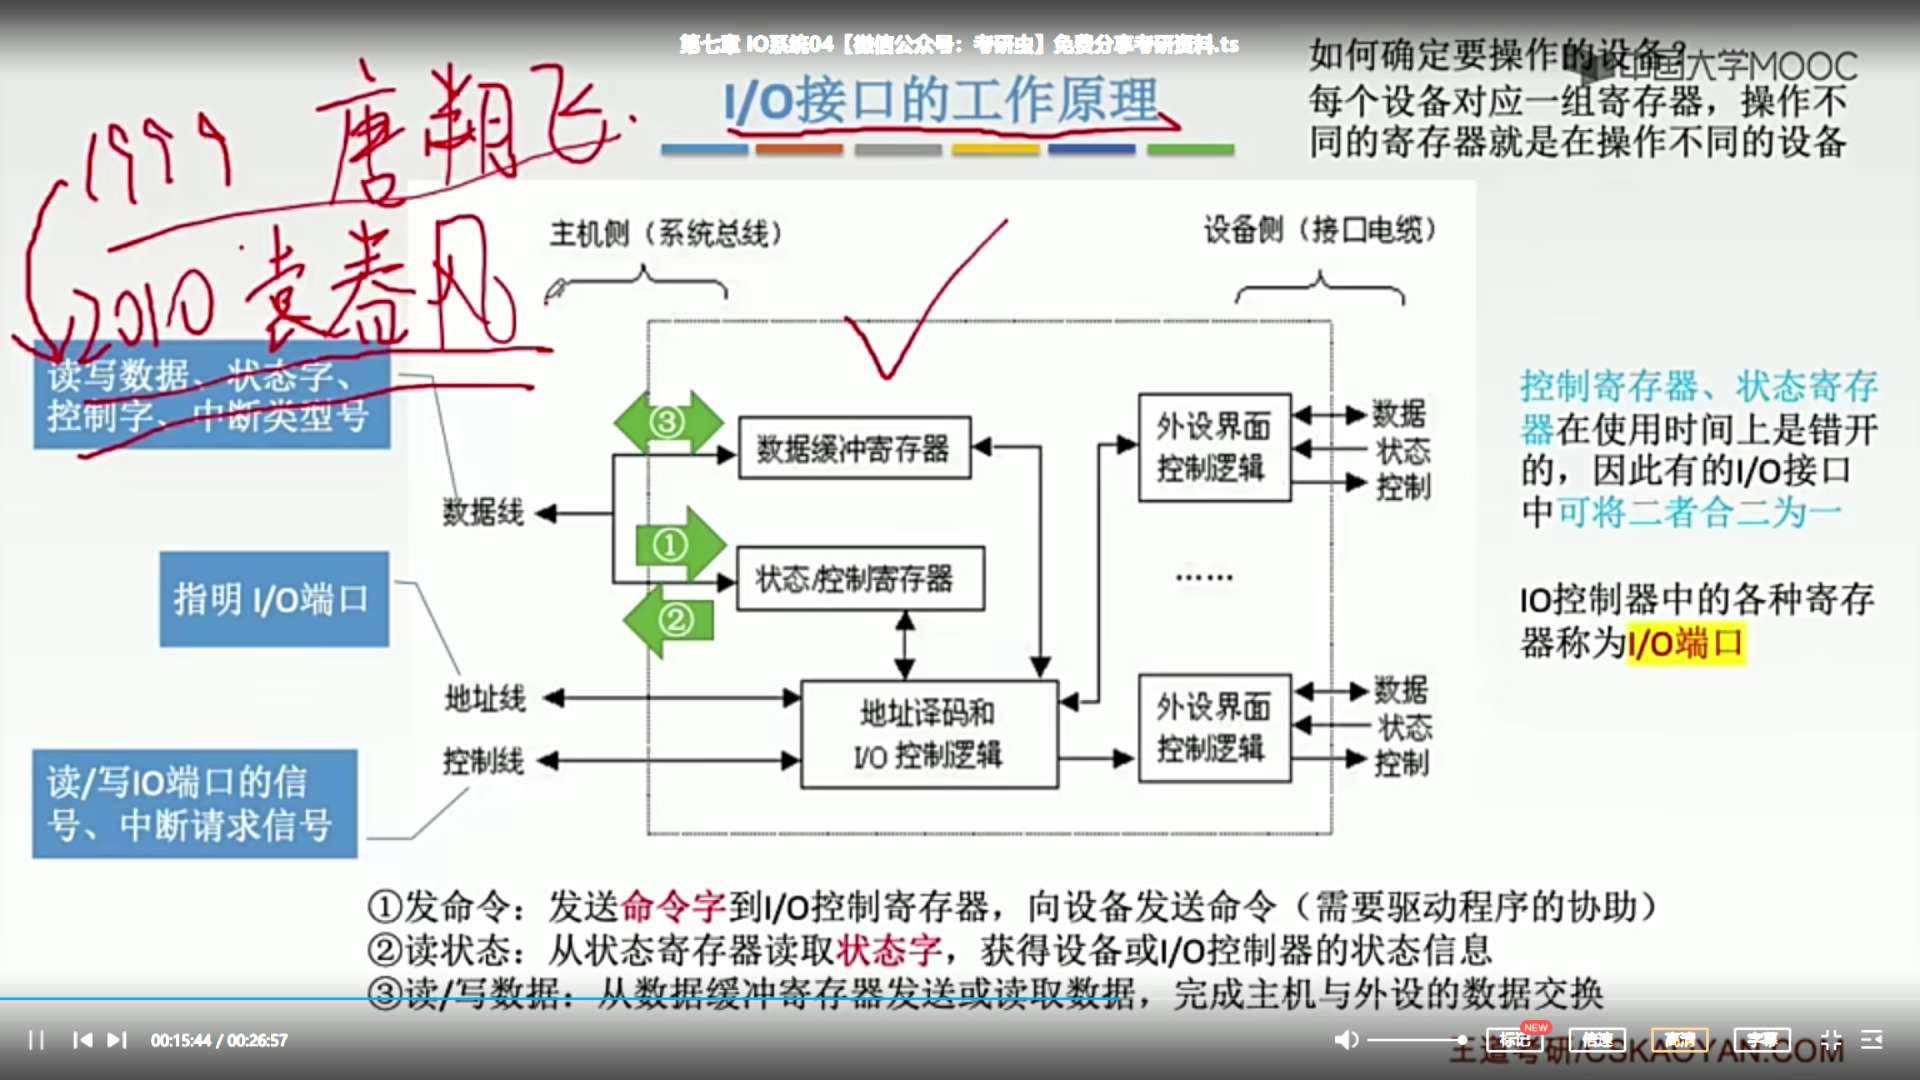 第七章 IO系统04【微信公众号：考研虫】免费分享考研资料.ts
如何确定要操作的设备？
中国大学MOOC
I/O接口的工作原理
每个设备对应一组寄存器，操作不
同的寄存器就是在操作不同的设备
1999 唐朔飞
2010 袁春风
主机侧（系统总线）
设备侧（接口电缆）
读写数据、状态字、
控制字、中断类型号
③
数据缓冲寄存器
外设界面
控制逻辑
数据
状态
控制
控制寄存器、状态寄存
器在使用时间上是错开
的，因此有的I/O接口
中可将二者合二为一
数据线
①
状态/控制寄存器
②
……
指明 I/O端口
IO控制器中的各种寄存
器称为I/O端口
地址线
控制线
地址译码和
I/O 控制逻辑
外设界面
控制逻辑
数据
状态
控制
读/写IO端口的信
号、中断请求信号
①发命令：发送命令字到I/O控制寄存器，向设备发送命令（需要驱动程序的协助）
②读状态：从状态寄存器读取状态字，获得设备或I/O控制器的状态信息
③读/写数据：从数据缓冲寄存器发送或读取数据，完成主机与外设的数据交换
00:15:44 / 00:26:57
标记
NEW
倍速
高清
字幕
王道考研/CSKAOYAN.COM